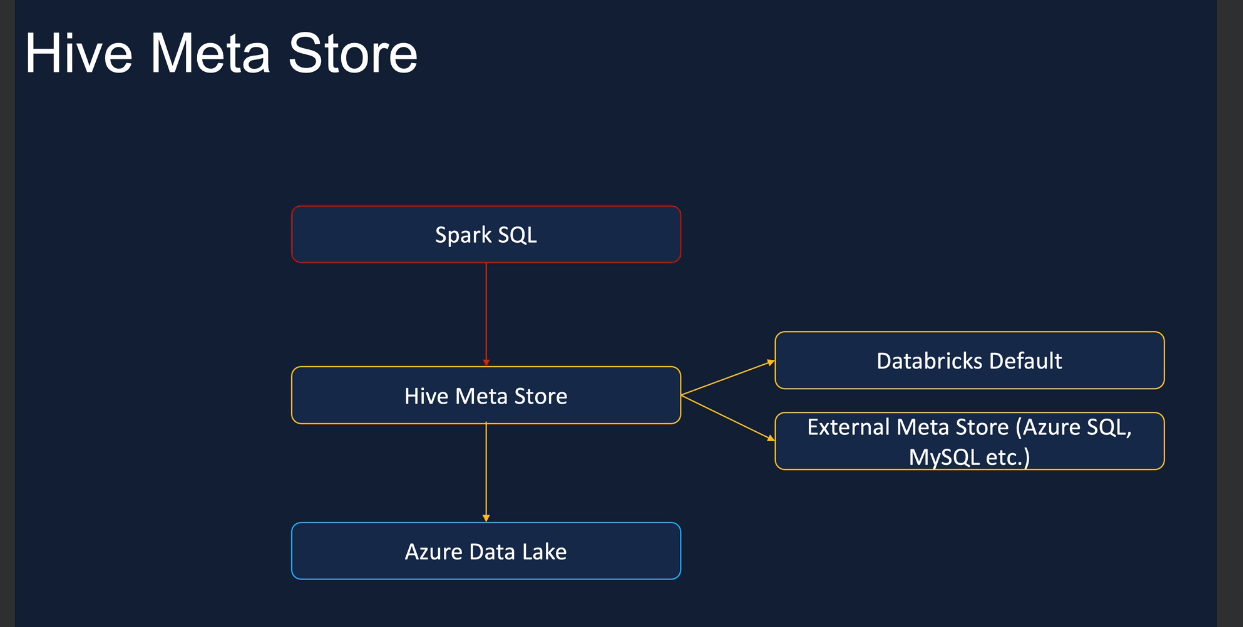 Hive Meta Store
Spark SQL
Hive Meta Store
Databricks Default
External Meta Store (Azure SQL,
MySQL etc.)
Azure Data Lake